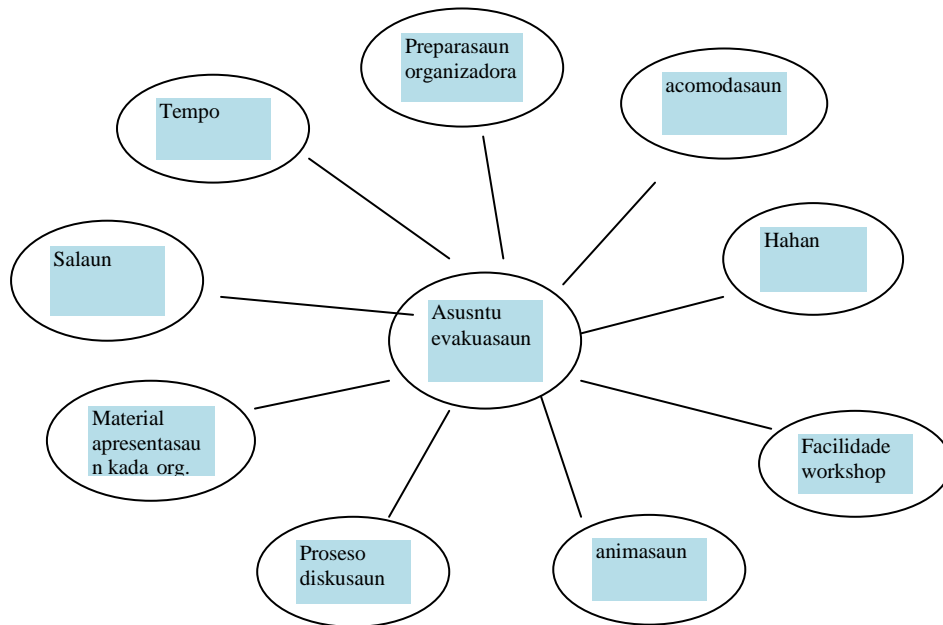 Preparasaun
organizadora
acomodasaun
Tempo
Hahan
Salaun
Asusntu
evakuasaun
Material
apresentasau
n kada org.
Facilidade
workshop
Proseso
diskusaun
animasaun